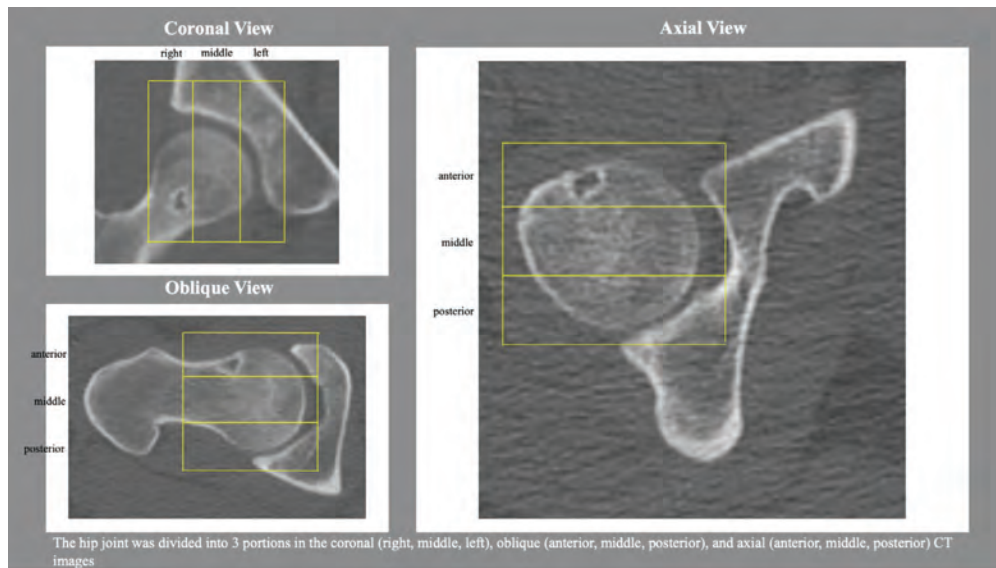 Coronal View
right middle left
Axial View
anterior
middle
posterior
Oblique View
anterior
middle
posterior
The hip joint was divided into 3 portions in the coronal (right, middle, left), oblique (anterior, middle, posterior), and axial (anterior, middle, posterior) CT
images